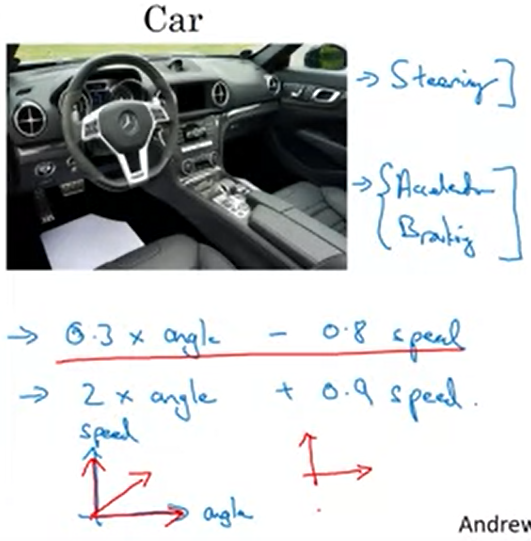 Car
→ Steering ]
→ { Acceleration
Braking ]
→ 0.3 x angle - 0.8 speed
→ 2 x angle + 0.9 speed.
speed
angle
Andrew